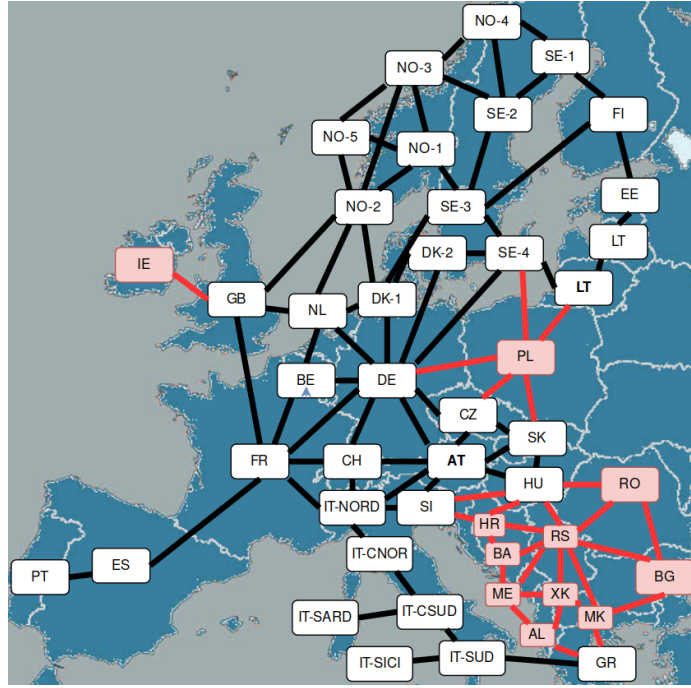 NO-4
SE-1
NO-3
SE-2
FI
NO-5
NO-1
EE
NO-2
SE-3
LT
DK-2
SE-4
IE
GB
NL
DK-1
LT
PL
BE
DE
CZ
SK
FR
CH
AT
HU
RO
IT-NORD
SI
HR
RS
IT-CNOR
BA
PT
ES
BG
ME
XK
IT-SARD
IT-CSUD
MK
AL
IT-SICI
IT-SUD
GR